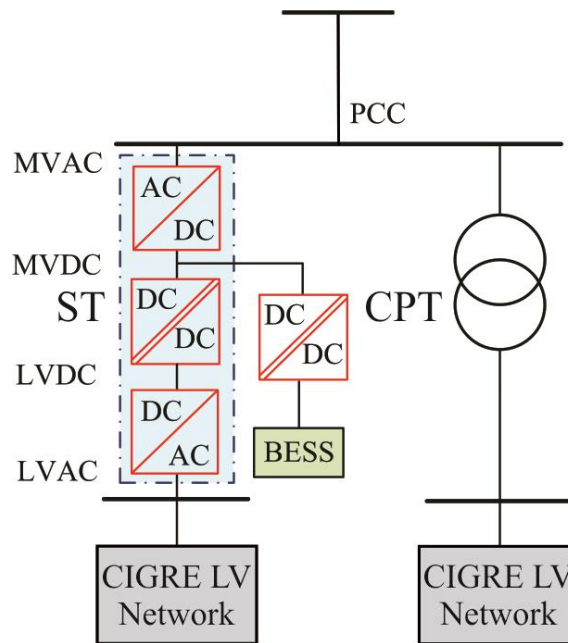 PCC
MVAC
AC
DC
MVDC
ST
DC
DC
DC
DC
CPT
LVDC
DC
AC
BESS
LVAC
CIGRE LV
Network
CIGRE LV
Network